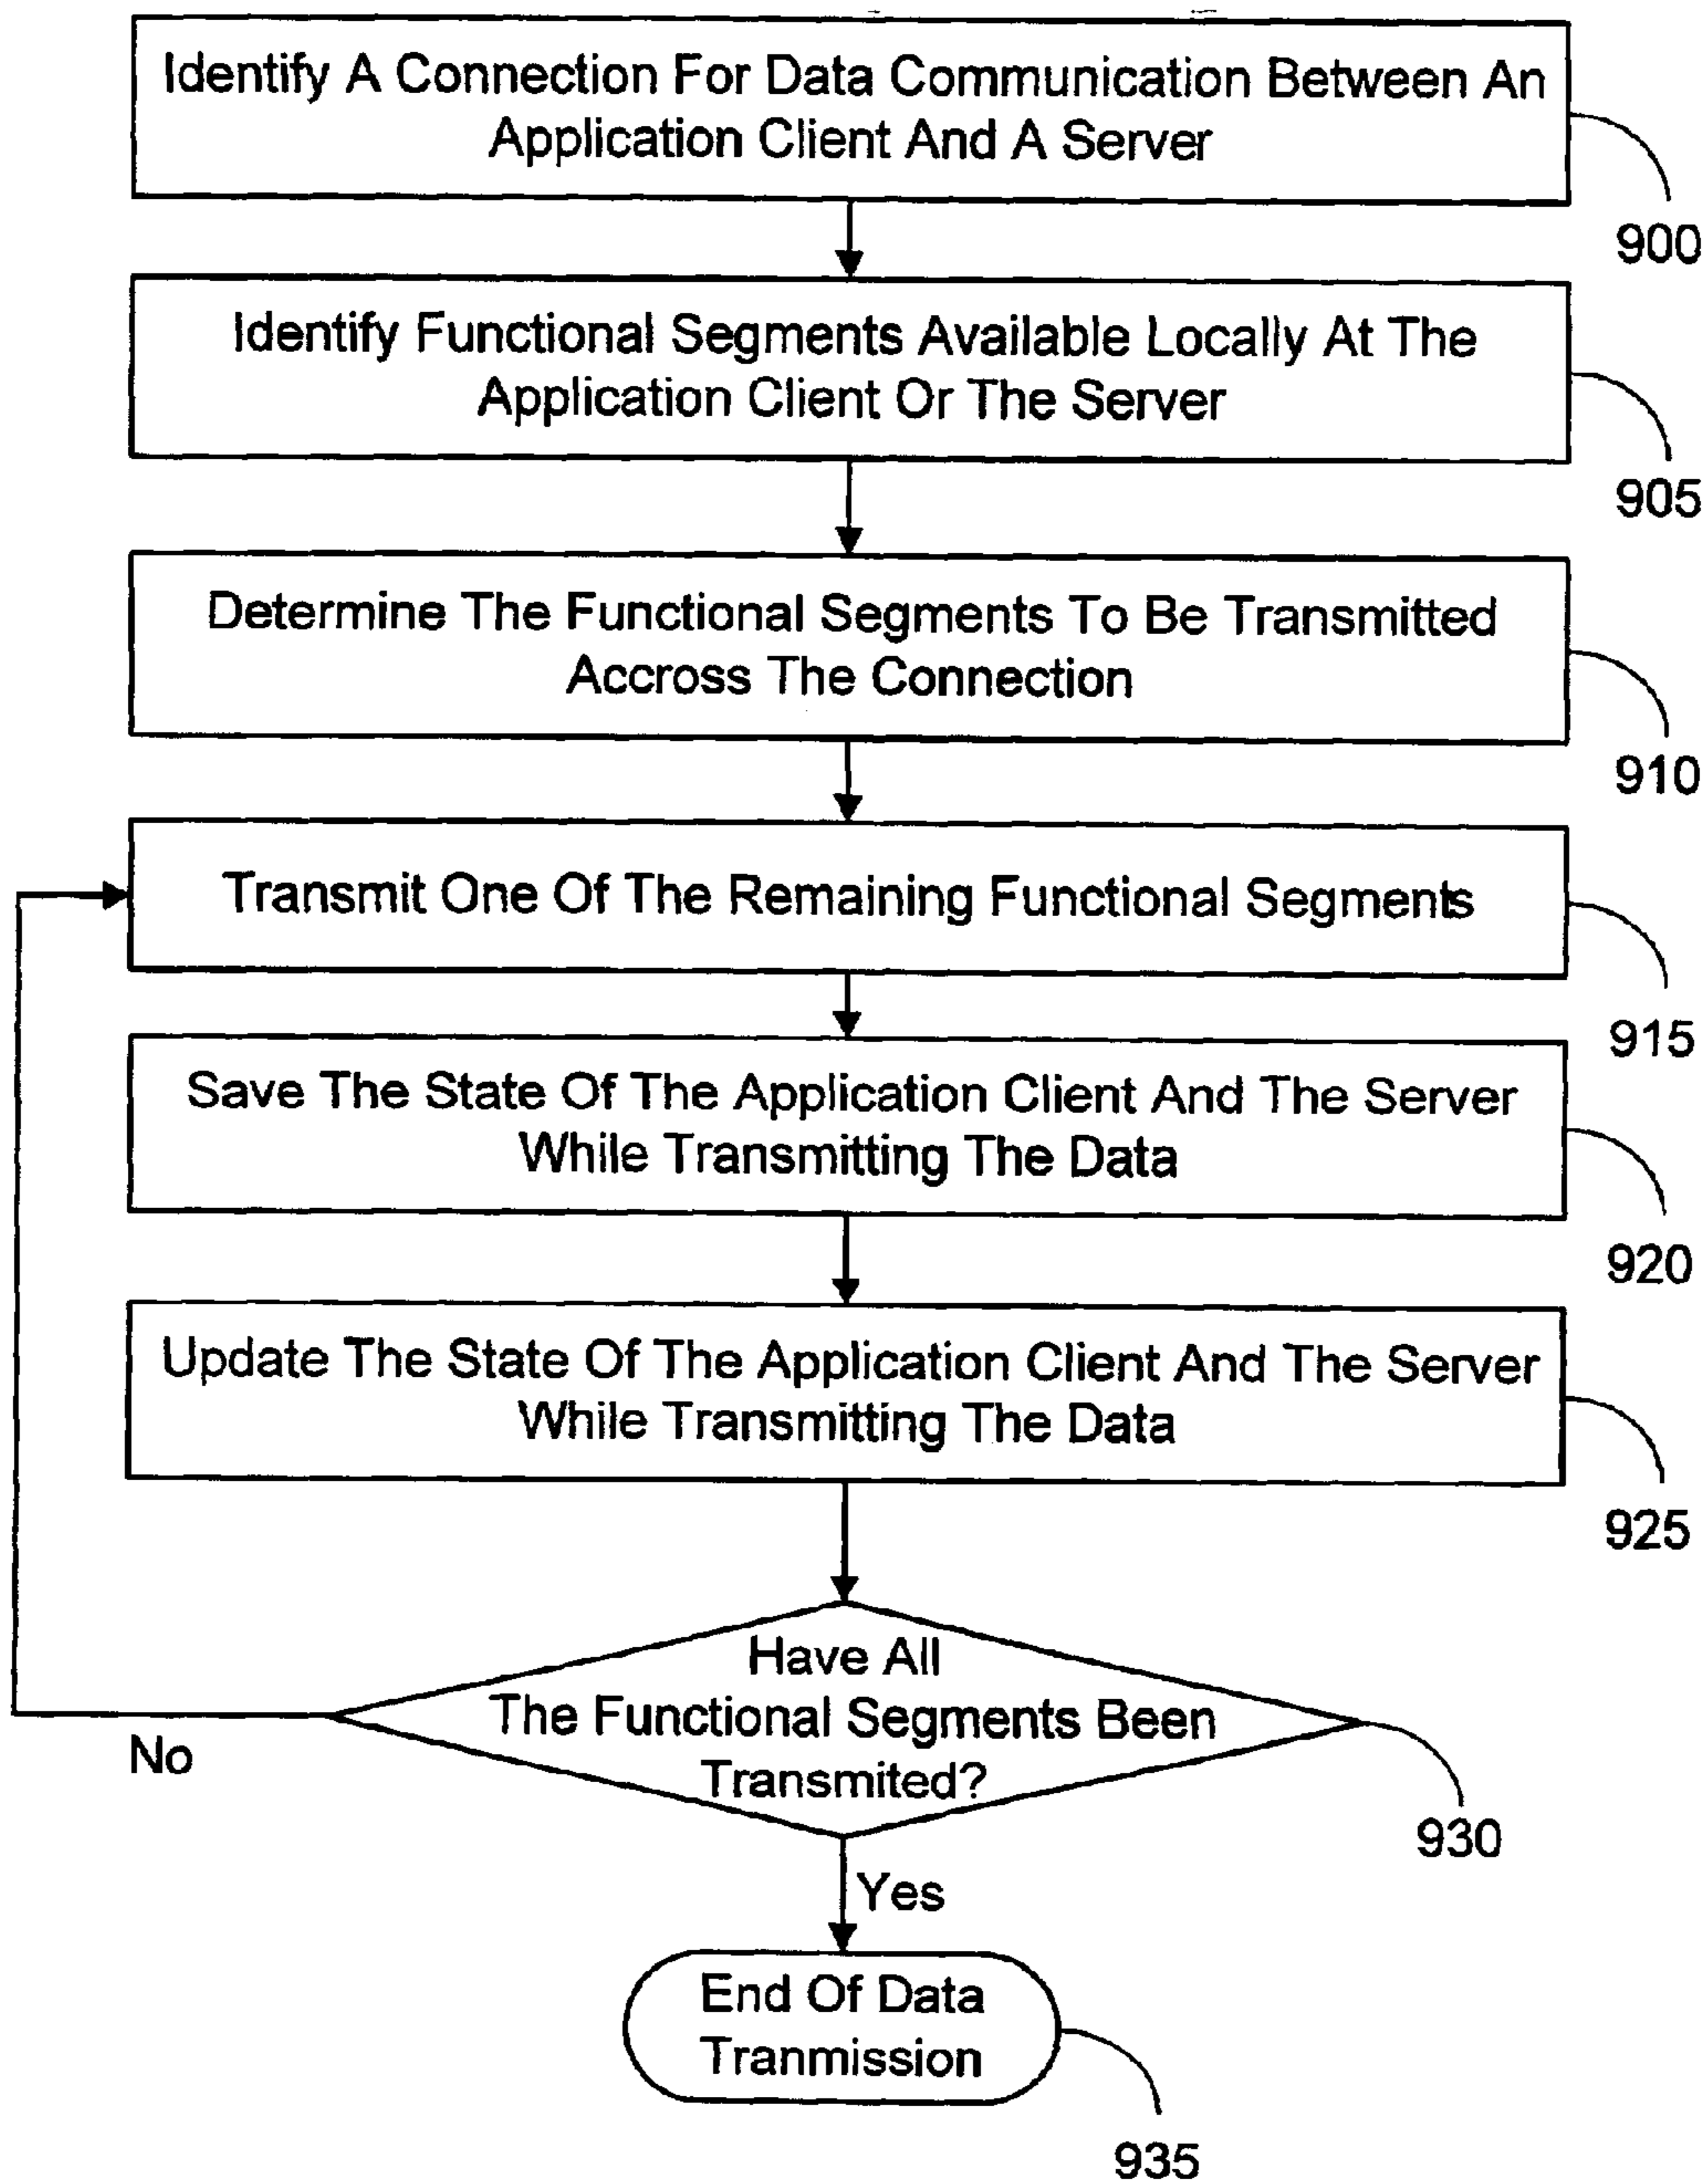 Identify A Connection For Data Communication Between An
Application Client And A Server
900
Identify Functional Segments Available Locally At The
Application Client Or The Server
905
Determine The Functional Segments To Be Transmitted
Accross The Connection
910
Transmit One Of The Remaining Functional Segments
915
Save The State Of The Application Client And The Server
While Transmitting The Data
920
Update The State Of The Application Client And The Server
While Transmitting The Data
925
Have All
The Functional Segments Been
Transmited?
930
No
Yes
End Of Data
Tranmission
935